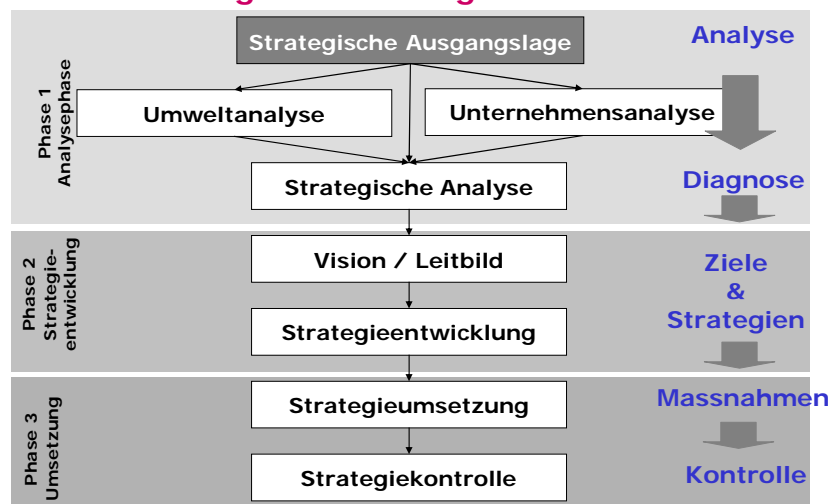 Strategische Ausgangslage
Analyse
Phase 1
Analysephase
Umweltanalyse
Unternehmensanalyse
Strategische Analyse
Diagnose
Phase 2
Strategie-
entwicklung
Vision / Leitbild
Ziele
&
Strategien
Strategieentwicklung
Phase 3
Umsetzung
Strategieumsetzung
Massnahmen
Strategiekontrolle
Kontrolle